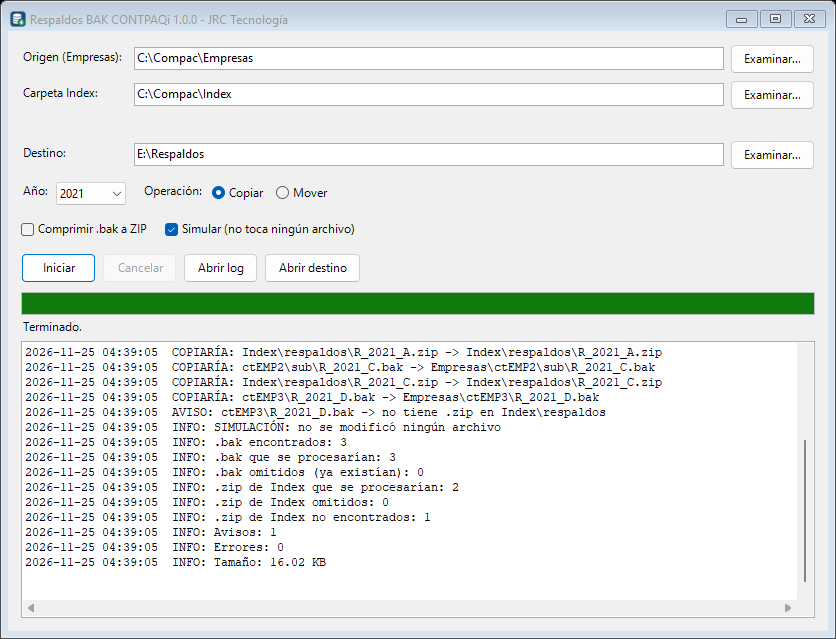 Respaldos BAK CONTPAQi 1.0.0 - JRC Tecnología
Origen (Empresas): C:\Compac\Empresas Examinar...
Carpeta Index: C:\Compac\Index Examinar...
Destino: E:\Respaldos Examinar...
Año: 2021 Operación: Copiar Mover
Comprimir .bak a ZIP Simular (no toca ningún archivo)
Iniciar Cancelar Abrir log Abrir destino
Terminado.
2026-11-25 04:39:05 COPIARÍA: Index\respaldos\R_2021_A.zip -> Index\respaldos\R_2021_A.zip
2026-11-25 04:39:05 COPIARÍA: ctEMP2\sub\R_2021_C.bak -> Empresas\ctEMP2\sub\R_2021_C.bak
2026-11-25 04:39:05 COPIARÍA: Index\respaldos\R_2021_C.zip -> Index\respaldos\R_2021_C.zip
2026-11-25 04:39:05 COPIARÍA: ctEMP3\R_2021_D.bak -> Empresas\ctEMP3\R_2021_D.bak
2026-11-25 04:39:05 AVISO: ctEMP3\R_2021_D.bak -> no tiene .zip en Index\respaldos
2026-11-25 04:39:05 INFO: SIMULACIÓN: no se modificó ningún archivo
2026-11-25 04:39:05 INFO: .bak encontrados: 3
2026-11-25 04:39:05 INFO: .bak que se procesarían: 3
2026-11-25 04:39:05 INFO: .bak omitidos (ya existían): 0
2026-11-25 04:39:05 INFO: .zip de Index que se procesarían: 2
2026-11-25 04:39:05 INFO: .zip de Index omitidos: 0
2026-11-25 04:39:05 INFO: .zip de Index no encontrados: 1
2026-11-25 04:39:05 INFO: Avisos: 1
2026-11-25 04:39:05 INFO: Errores: 0
2026-11-25 04:39:05 INFO: Tamaño: 16.02 KB